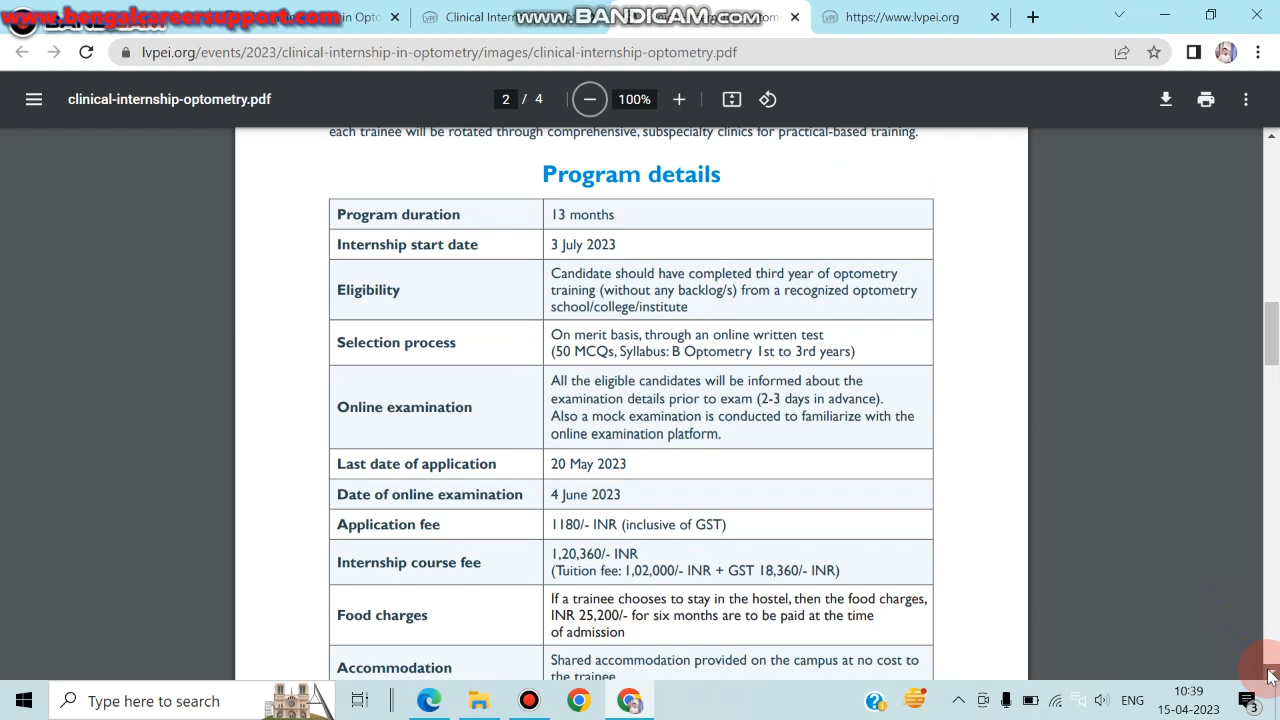 www.bengalcareersupport.com
in Opto
Clinical
www.BANDICAM.com
https://www.lvpei.org
lvpei.org/events/2023/clinical-internship-in-optometry/images/clinical-internship-optometry.pdf
clinical-internship-optometry.pdf
2 / 4
100%
each trainee will be rotated through comprehensive, subspecialty clinics for practical-based training.
Program details
Program duration 13 months
Internship start date 3 July 2023
Eligibility Candidate should have completed third year of optometry
training (without any backlog/s) from a recognized optometry
school/college/institute
Selection process On merit basis, through an online written test
(50 MCQs, Syllabus: B Optometry 1st to 3rd years)
Online examination All the eligible candidates will be informed about the
examination details prior to exam (2-3 days in advance).
Also a mock examination is conducted to familiarize with the
online examination platform.
Last date of application 20 May 2023
Date of online examination 4 June 2023
Application fee 1180/- INR (inclusive of GST)
Internship course fee 1,20,360/- INR
(Tuition fee: 1,02,000/- INR + GST 18,360/- INR)
Food charges If a trainee chooses to stay in the hostel, then the food charges,
INR 25,200/- for six months are to be paid at the time
of admission
Accommodation Shared accommodation provided on the campus at no cost to
the trainee
Type here to search
ENG
10:39
15-04-2023
3